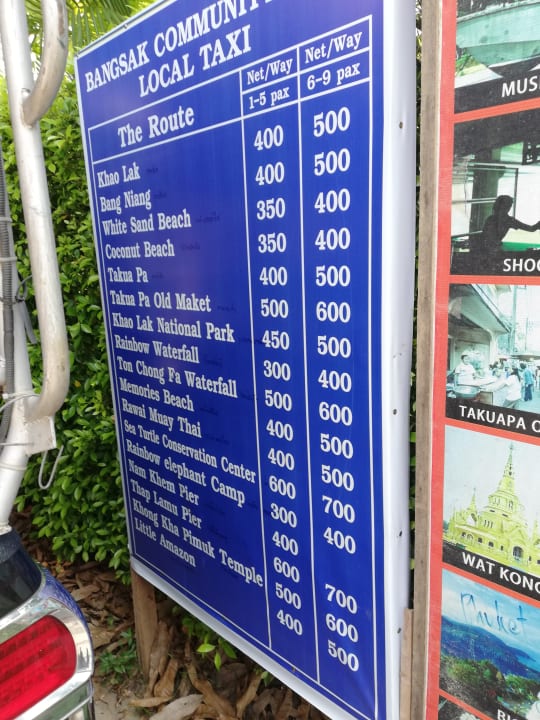 BANGSAK COMMUNITY
LOCAL TAXI
The Route Net/Way 1-5 pax Net/Way 6-9 pax
Khao Lak 400 500
Bang Niang 400 500
White Sand Beach 350 400
Coconut Beach 350 400
Takua Pa 400 500
Takua Pa Old Maket 500 600
Khao Lak National Park 450 500
Rainbow Waterfall 300 400
Ton Chong Fa Waterfall 500 600
Memories Beach 400 500
Rawai Muay Thai 400 500
Sea Turtle Conservation Center 600 700
Rainbow elephant Camp 300 400
Nam Khem Pier 400
Thap Lamu Pier 600 700
Khong Kha Pimuk Temple 500 600
Little Amazon 400 500
MUS
SHOO
TAKUAPA O
WAT KONG
Phuket